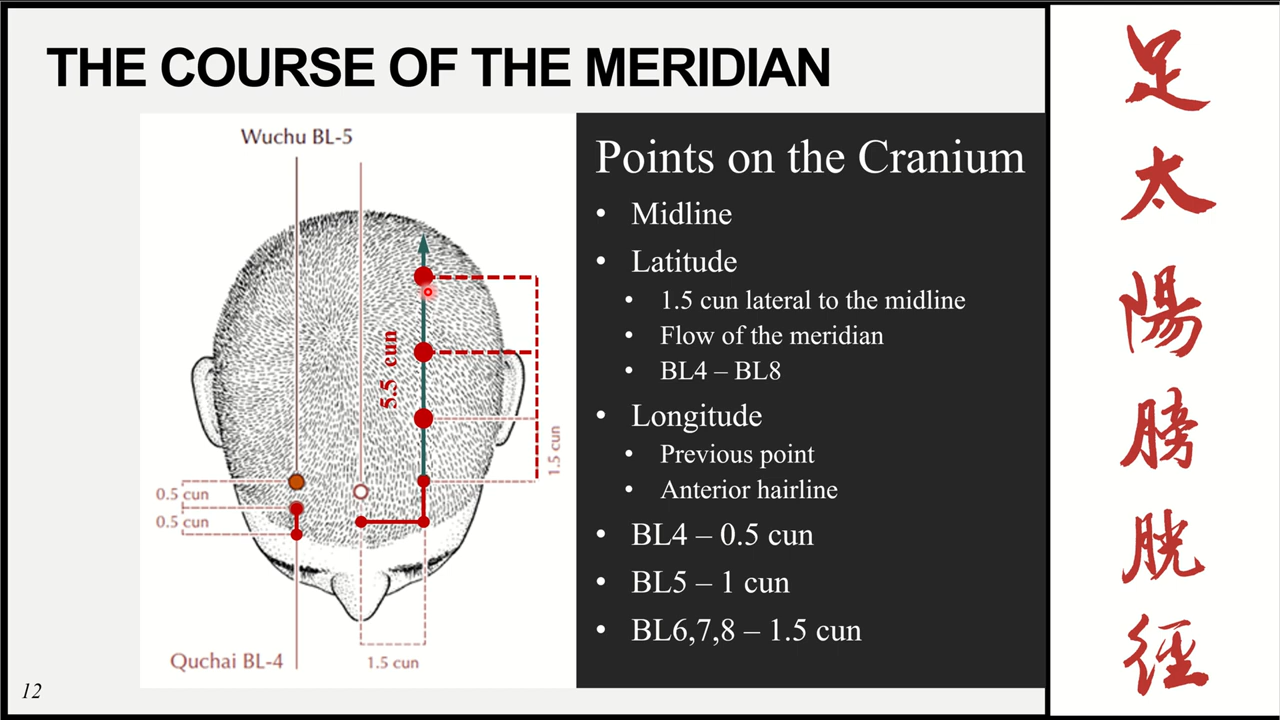 THE COURSE OF THE MERIDIAN
Wuchu BL-5
5.5 cun
1.5 cun
0.5 cun
0.5 cun
Quchai BL-4
1.5 cun
Points on the Cranium
• Midline
• Latitude
• 1.5 cun lateral to the midline
• Flow of the meridian
• BL4 – BL8
• Longitude
• Previous point
• Anterior hairline
• BL4 – 0.5 cun
• BL5 – 1 cun
• BL6,7,8 – 1.5 cun
12
足太陽膀胱徑